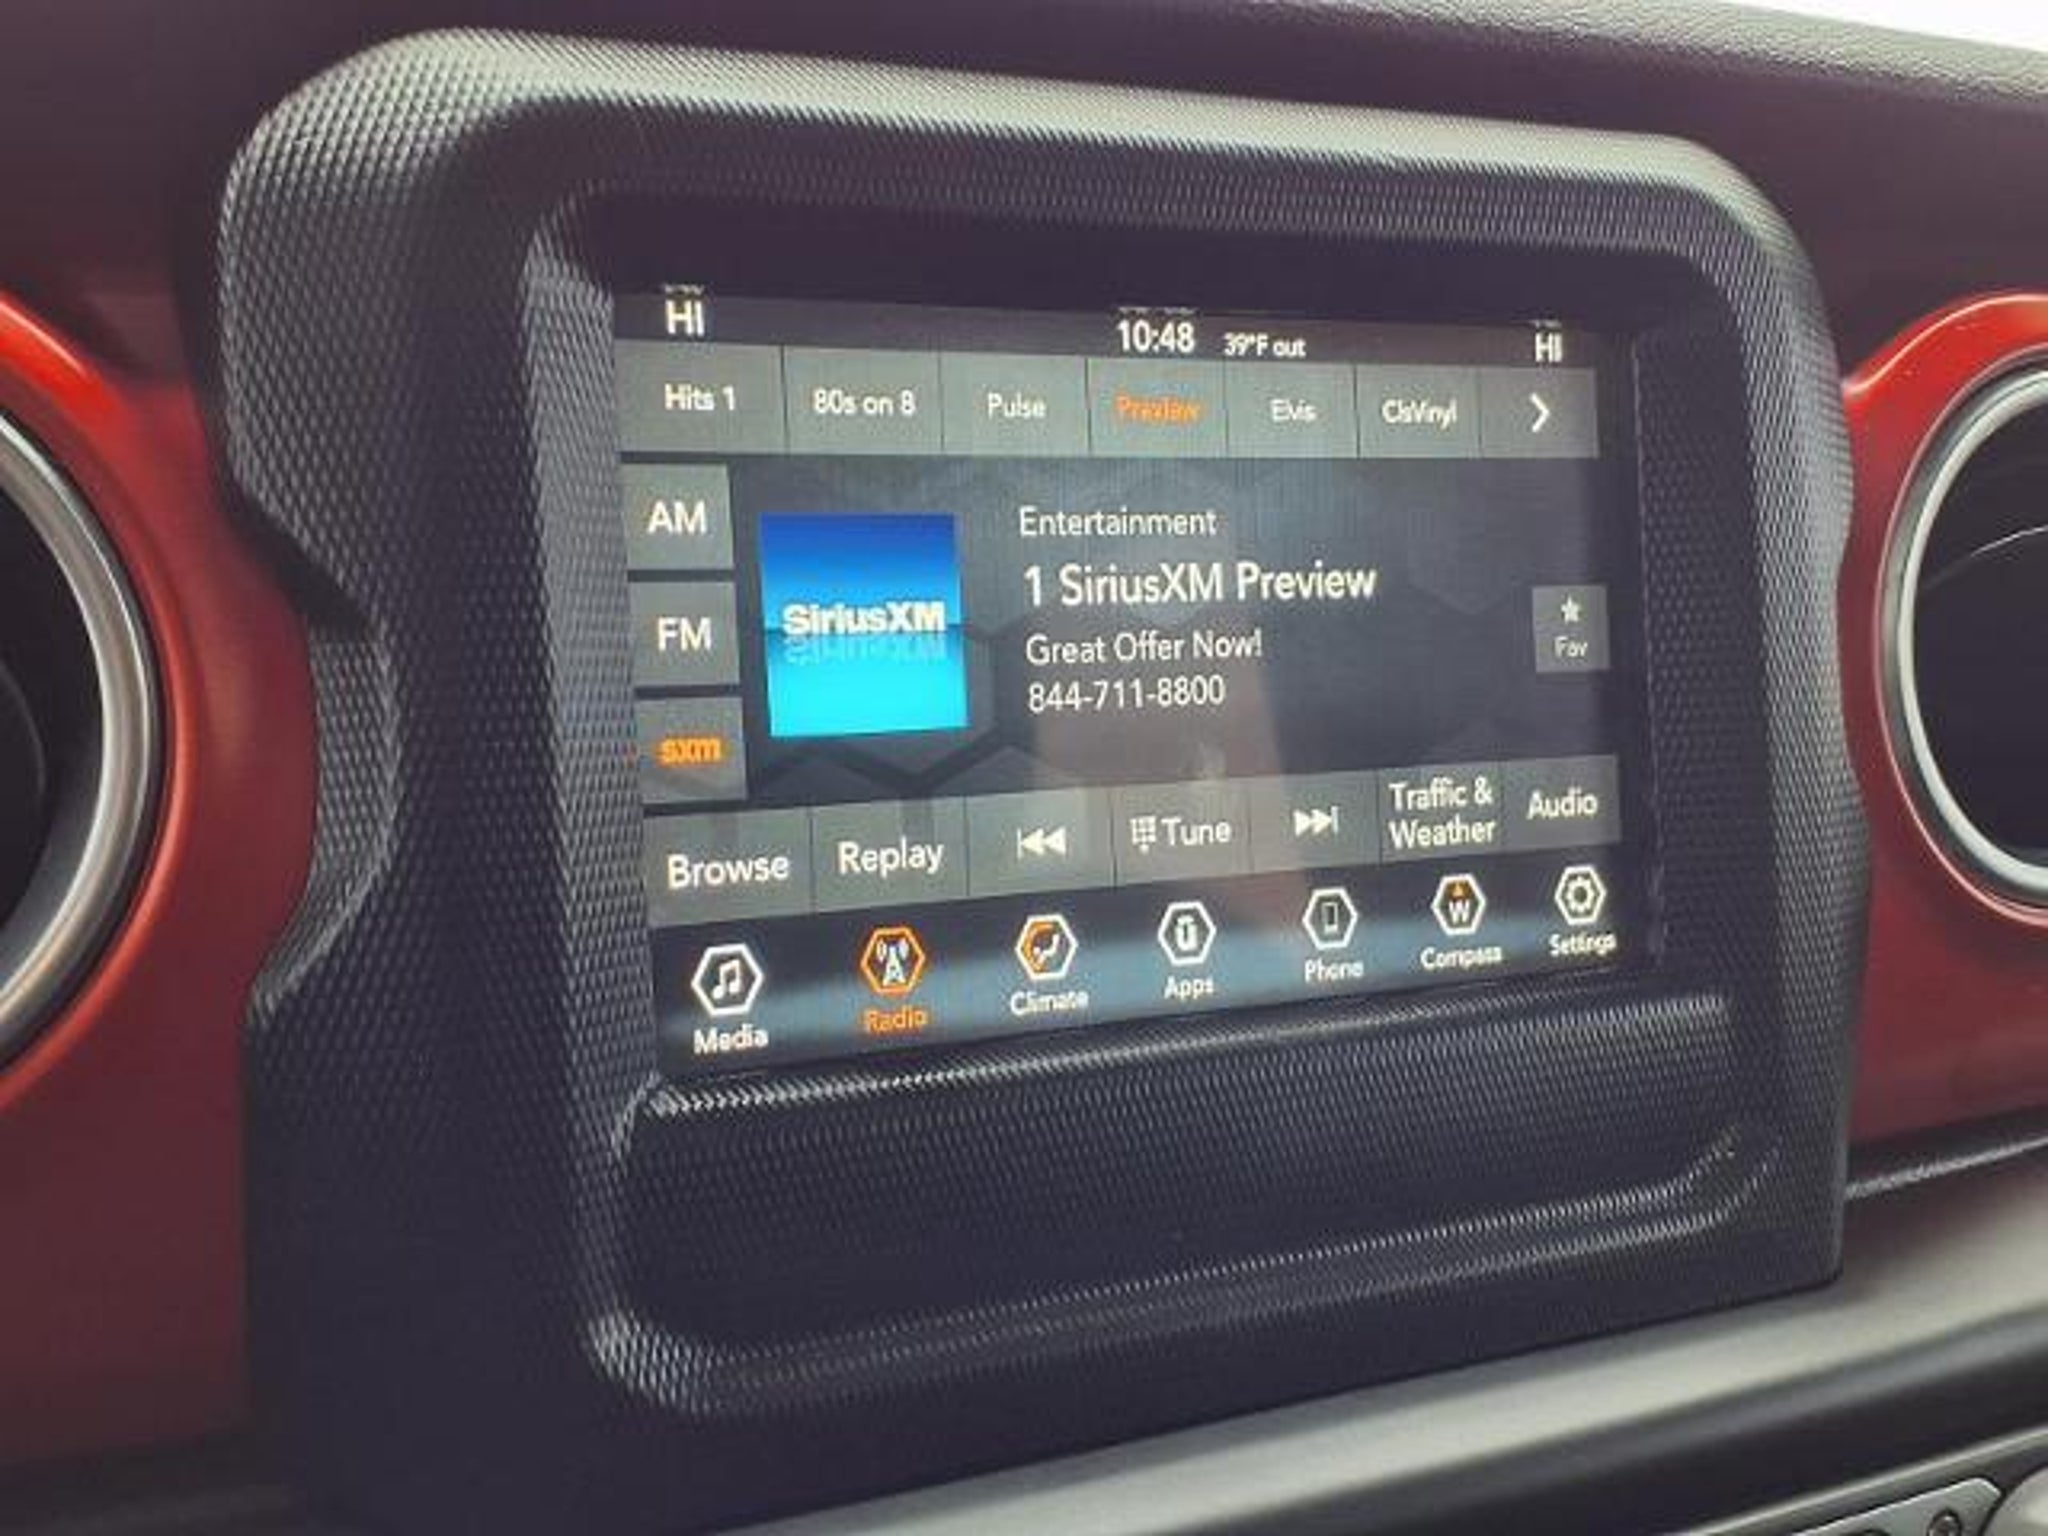 HI 10:48 39°F out HI
Hits 1 80s on 8 Pulse Preview Elvis ClsVinyl
AM
FM
sxm
SiriusXM
Entertainment
1 SiriusXM Preview
Great Offer Now!
844-711-8800
Fav
Browse Replay Tune Traffic & Weather Audio
Media Radio Climate Apps Phone W Compass Settings